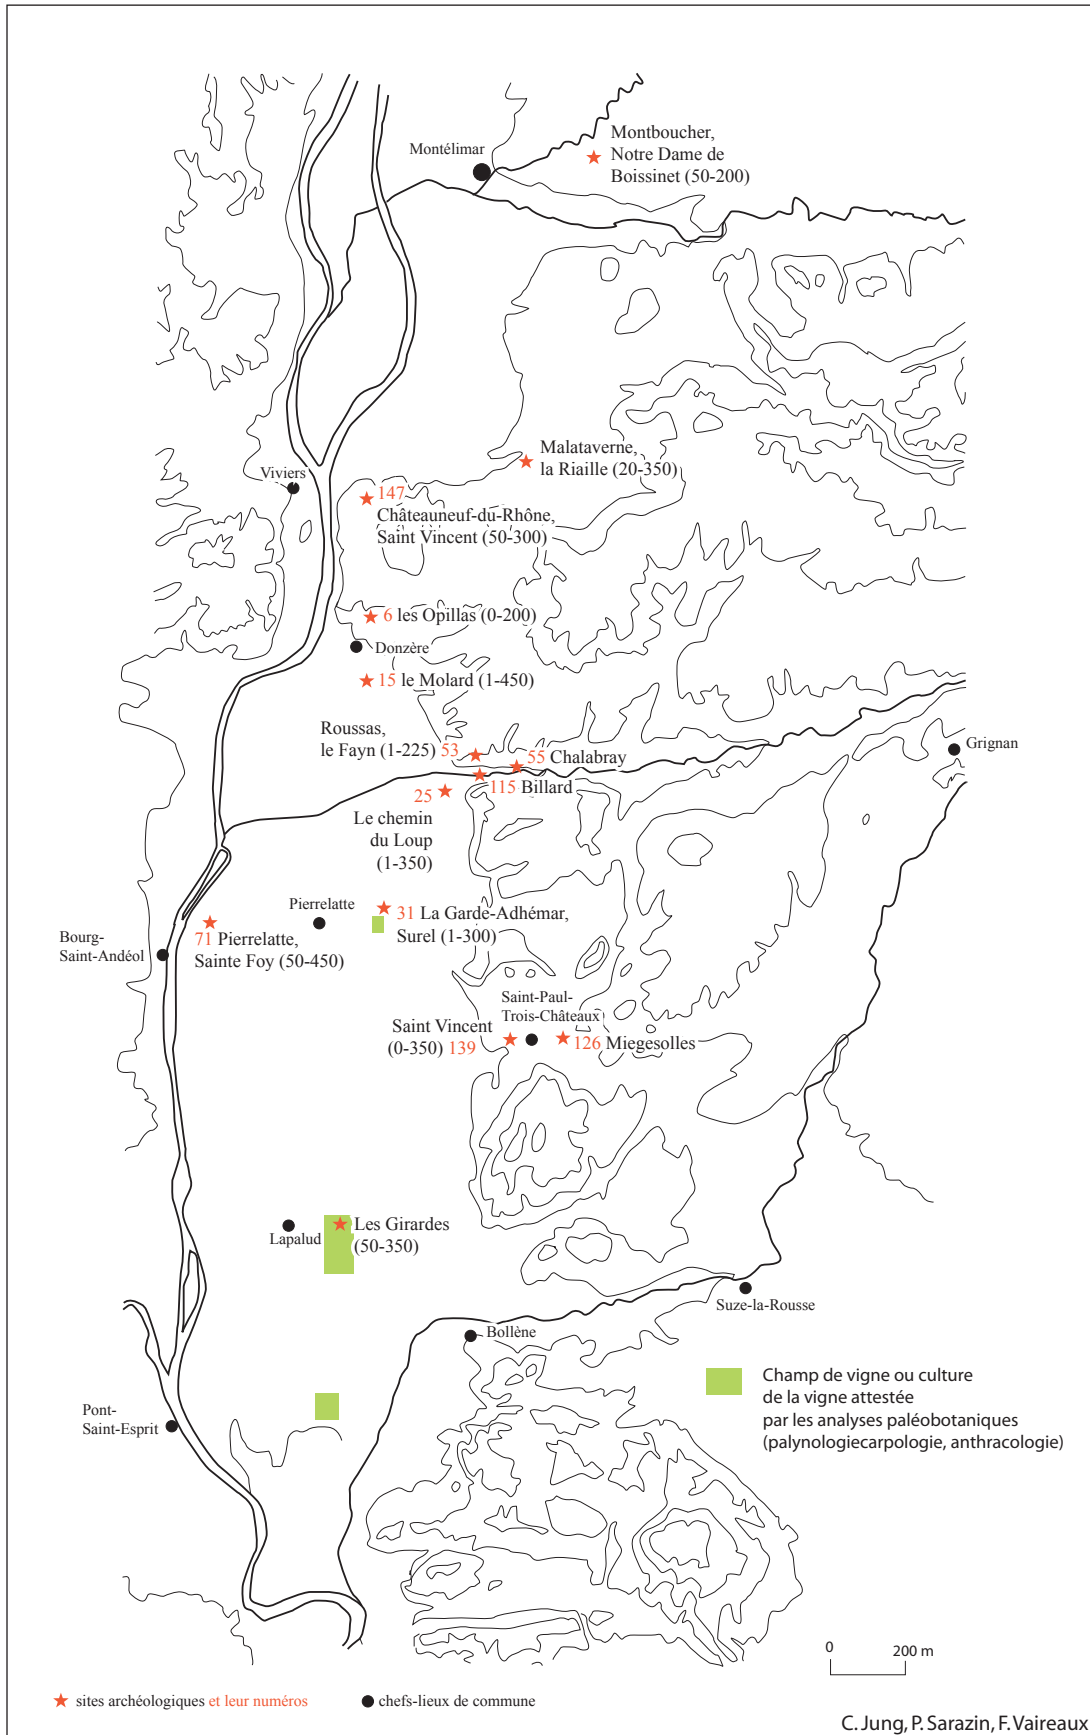 Montélimar
Montboucher,
Notre Dame de
Boissinet (50-200)
Malataverne,
la Riaille (20-350)
Viviers
147
Châteauneuf-du-Rhône,
Saint Vincent (50-300)
6 les Opillas (0-200)
Donzère
15 le Molard (1-450)
Roussas,
le Fayn (1-225) 53
55 Chalabray
Grignan
115 Billard
25
Le chemin
du Loup
(1-350)
Pierrelatte
31 La Garde-Adhémar,
Surel (1-300)
71 Pierrelatte,
Sainte Foy (50-450)
Bourg-
Saint-Andéol
Saint-Paul-
Trois-Châteaux
Saint Vincent
(0-350) 139
126 Miegesolles
Lapalud
Les Girardes
(50-350)
Suze-la-Rousse
Bollène
Pont-
Saint-Esprit
Champ de vigne ou culture
de la vigne attestée
par les analyses paléobotaniques
(palynologiecarpologie, anthracologie)
0 200 m
sites archéologiques et leur numéros
chefs-lieux de commune
C. Jung, P. Sarazin, F. Vaireaux